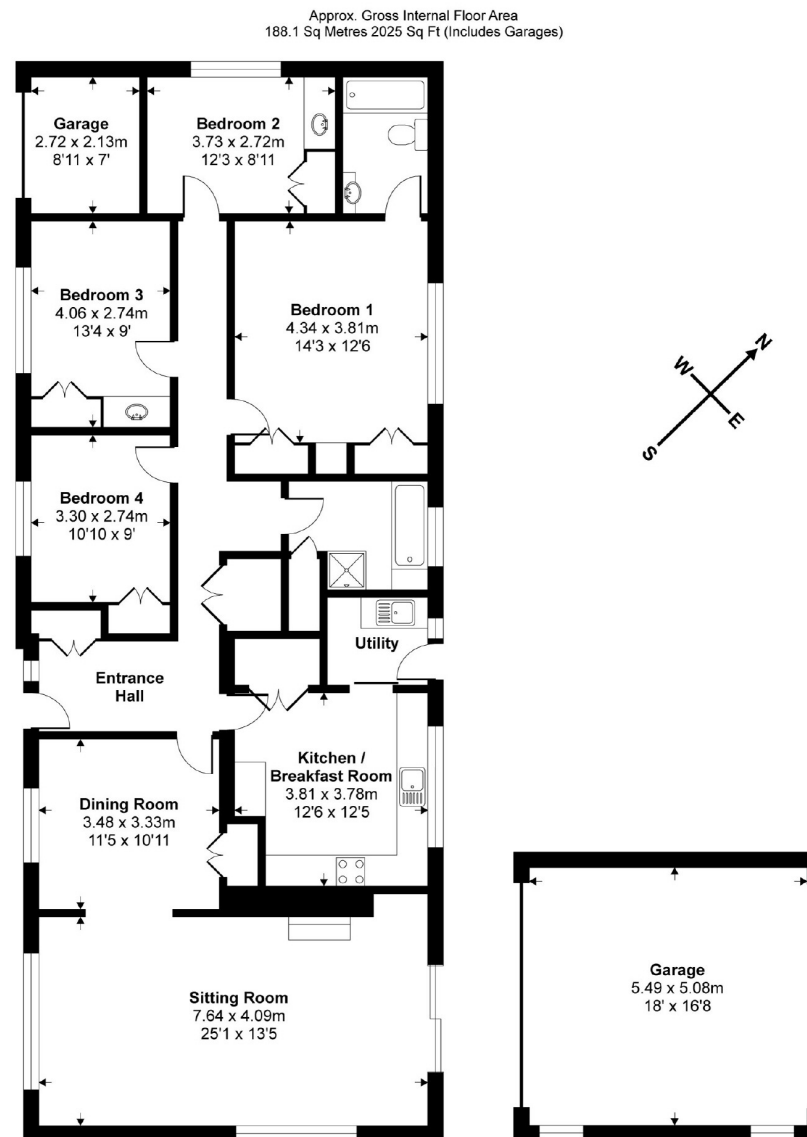 Approx. Gross Internal Floor Area
188.1 Sq Metres 2025 Sq Ft (Includes Garages)
Garage
2.72 x 2.13m
8'11 x 7'
Bedroom 2
3.73 x 2.72m
12'3 x 8'11
Bedroom 3
4.06 x 2.74m
13'4 x 9'
Bedroom 1
4.34 x 3.81m
14'3 x 12'6
N
W
E
S
Bedroom 4
3.30 x 2.74m
10'10 x 9'
Utility
Entrance
Hall
Kitchen /
Breakfast Room
3.81 x 3.78m
12'6 x 12'5
Dining Room
3.48 x 3.33m
11'5 x 10'11
Sitting Room
7.64 x 4.09m
25'1 x 13'5
Garage
5.49 x 5.08m
18' x 16'8